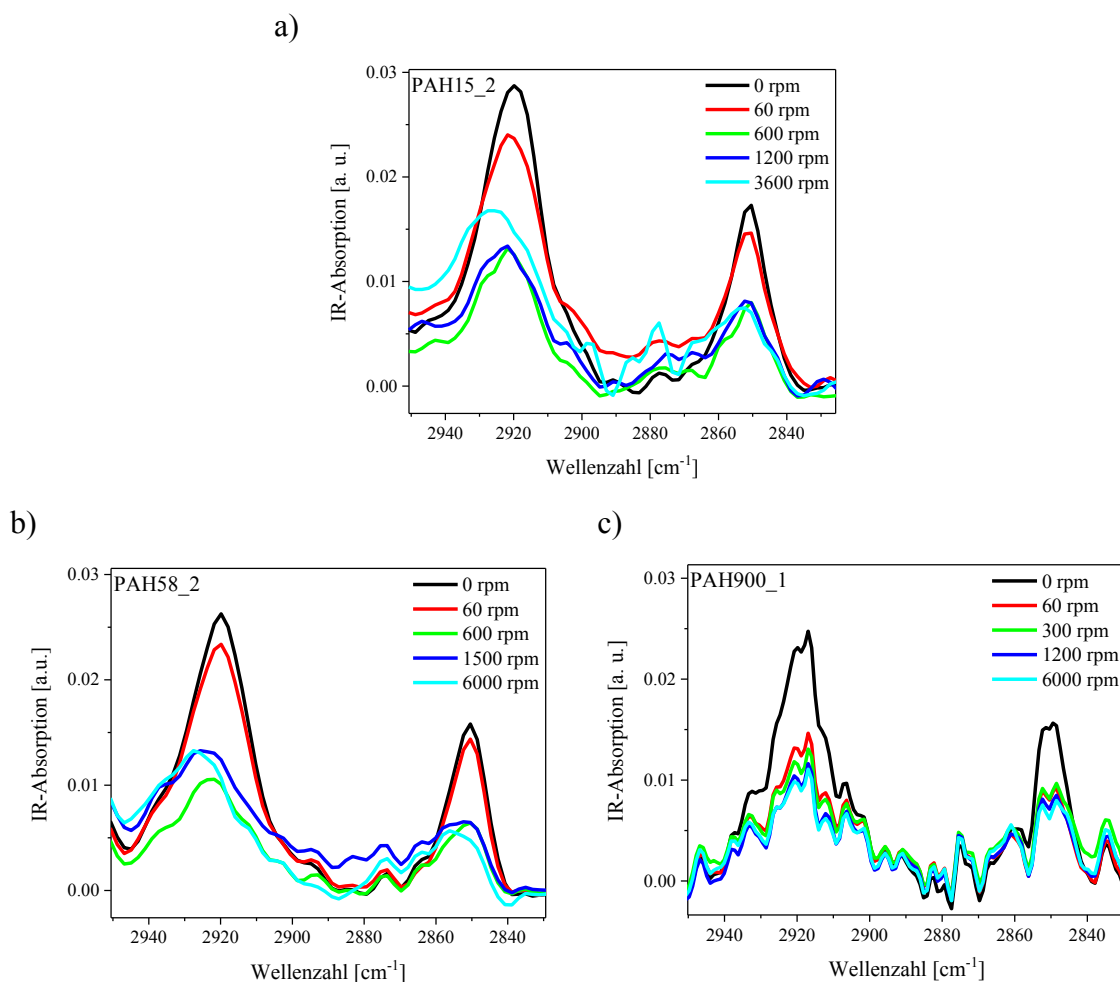 a)
PAH15_2
0 rpm
60 rpm
600 rpm
1200 rpm
3600 rpm
0.03
0.02
0.01
0.00
IR-Absorption [a. u.]
2940 2920 2900 2880 2860 2840
Wellenzahl [cm⁻¹]
b)
PAH58_2
0 rpm
60 rpm
600 rpm
1500 rpm
6000 rpm
0.03
0.02
0.01
0.00
IR-Absorption [a.u.]
2940 2920 2900 2880 2860 2840
Wellenzahl [cm⁻¹]
c)
PAH900_1
0 rpm
60 rpm
300 rpm
1200 rpm
6000 rpm
0.03
0.02
0.01
0.00
IR-Absorption [a. u.]
2940 2920 2900 2880 2860 2840
Wellenzahl [cm⁻¹]